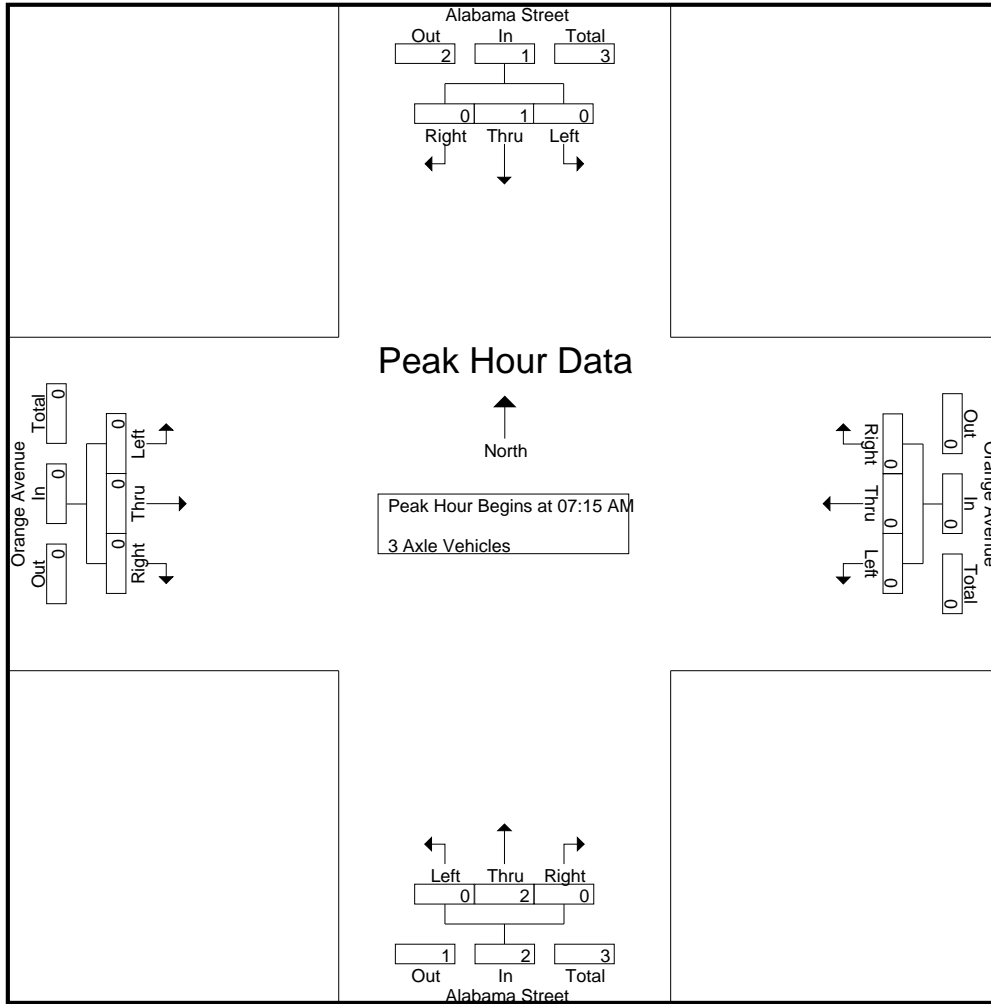 Alabama Street
Out In Total
2 1 3
0 1 0
Right Thru Left
Peak Hour Data
North
Peak Hour Begins at 07:15 AM
3 Axle Vehicles
Orange Avenue
Total In Out
0 0 0
0 0 0
Left Thru Right
Orange Avenue
Out In Total
0 0 0
0 0 0
Right Thru Left
Left Thru Right
0 2 0
1 2 3
Out In Total
Alabama Street